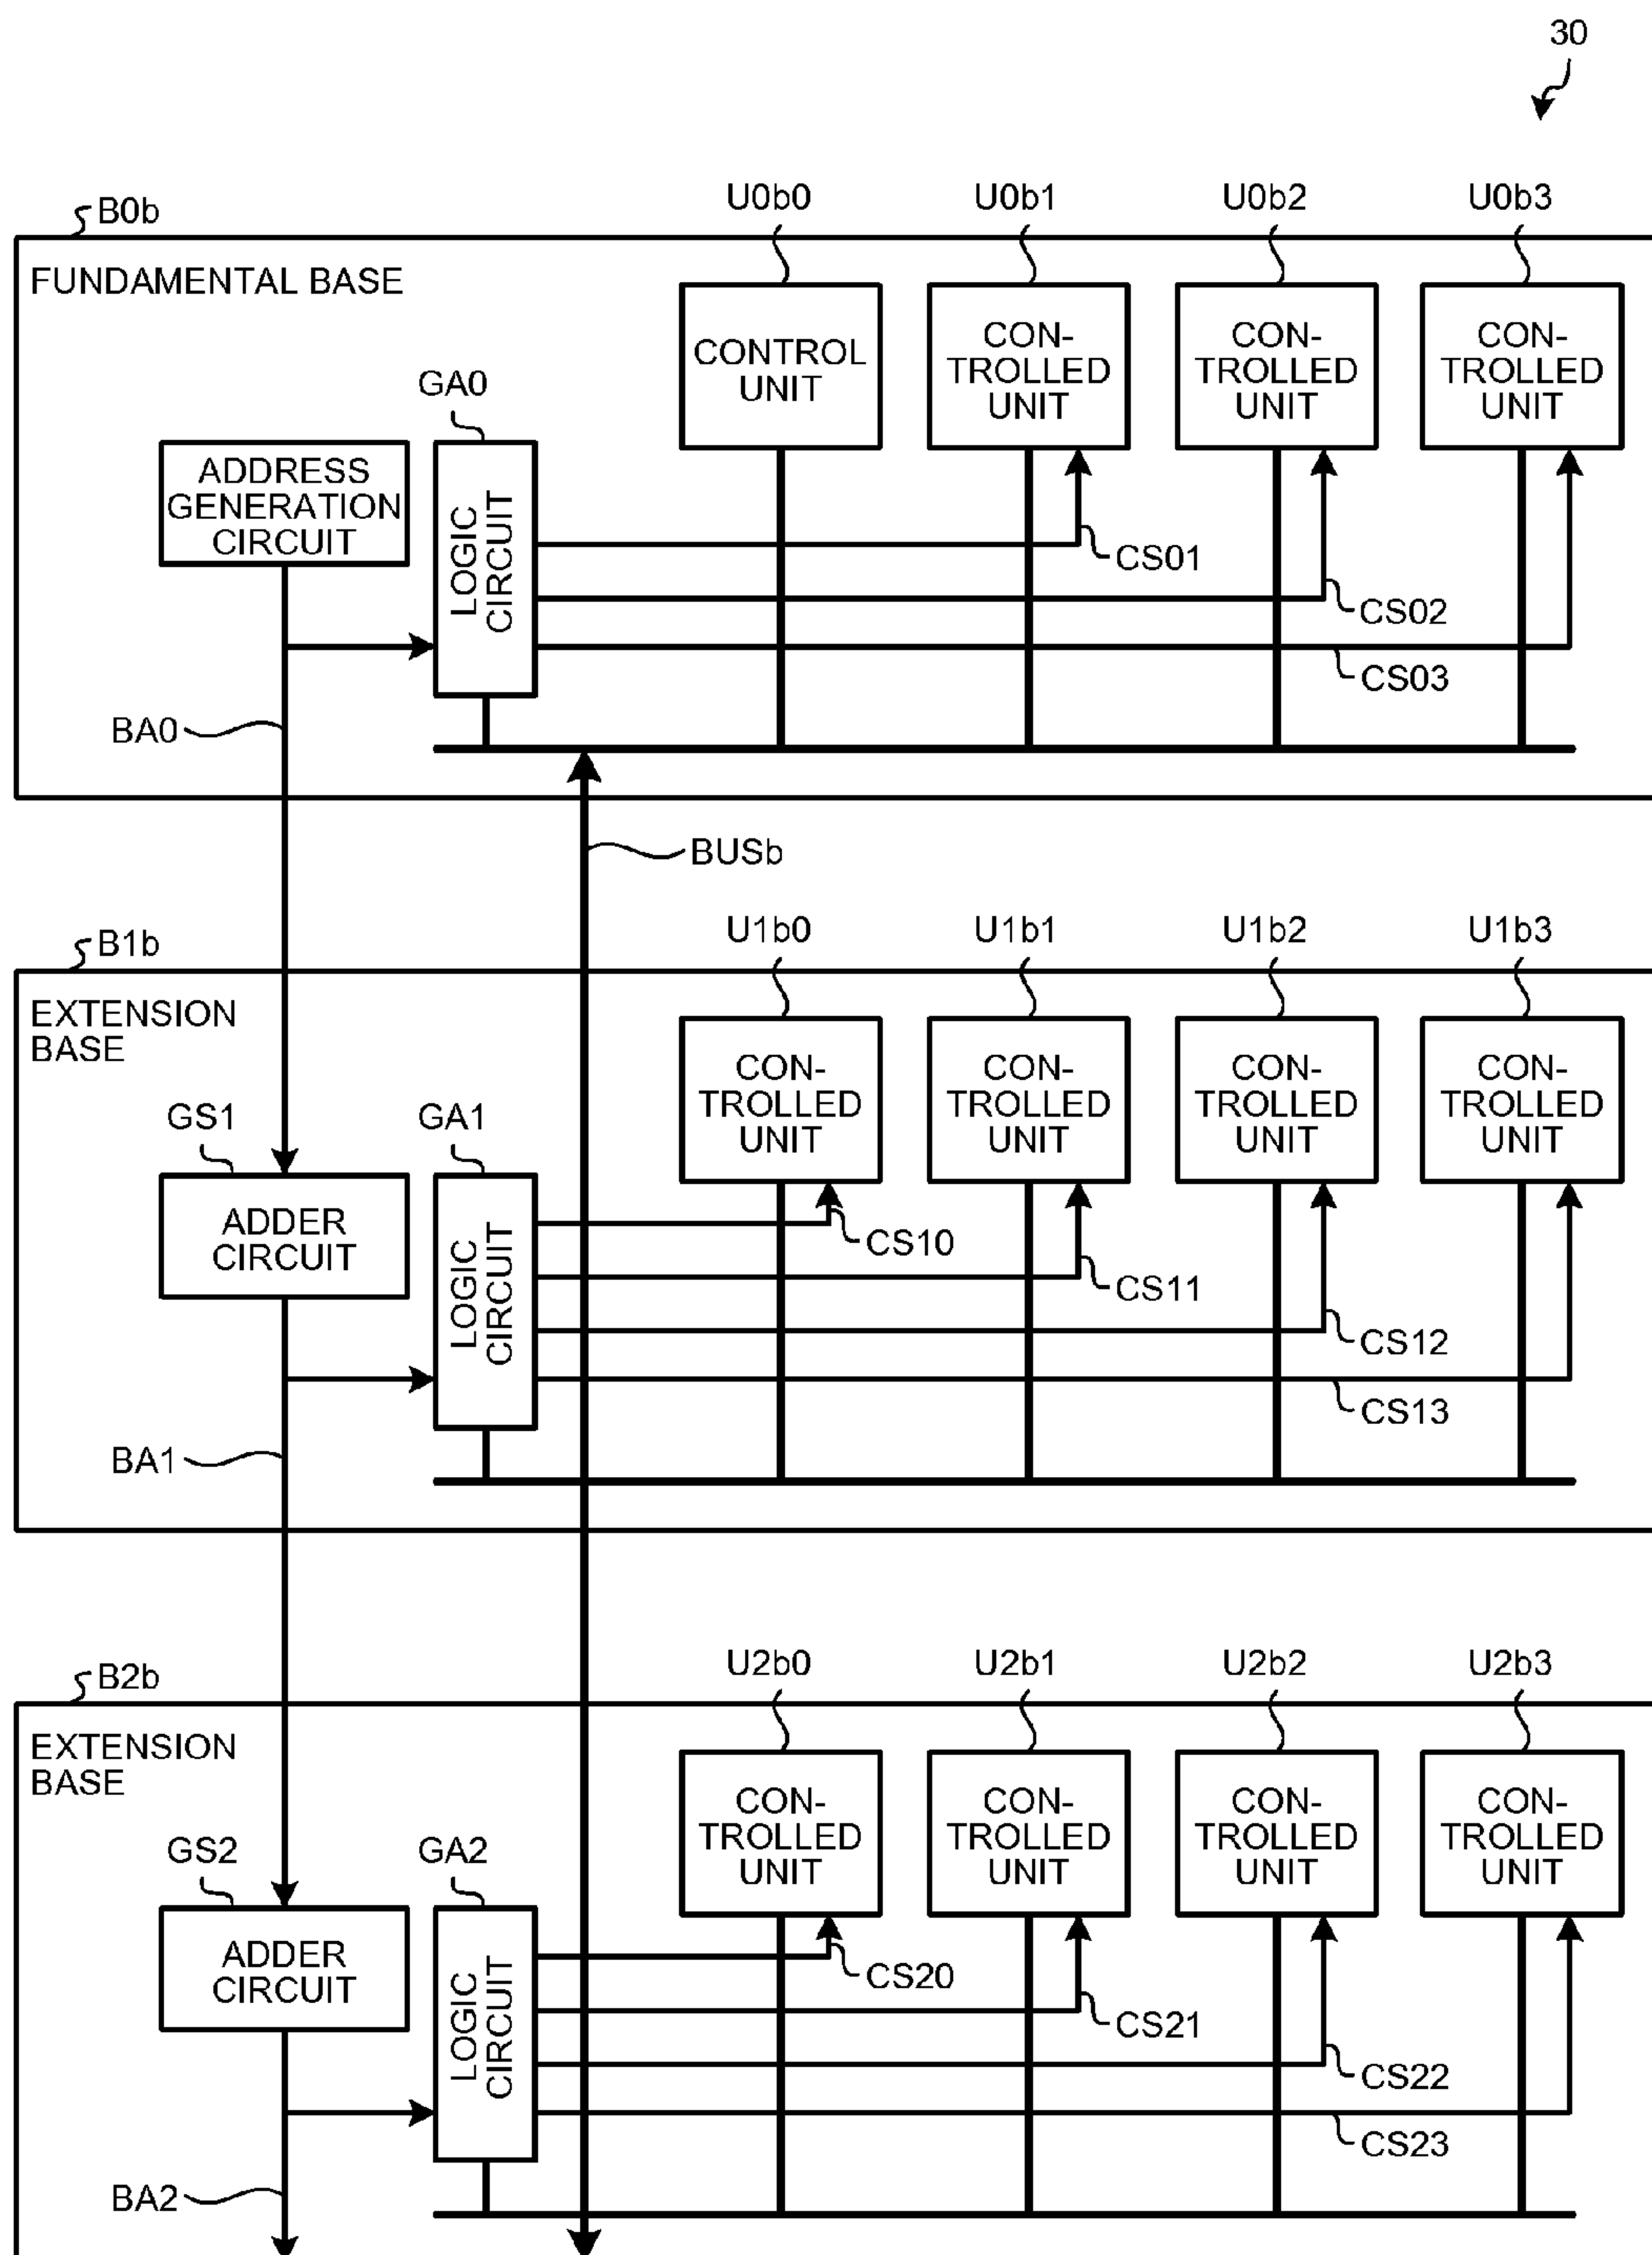 30
B0b
U0b0
U0b1
U0b2
U0b3
FUNDAMENTAL BASE
CONTROL
UNIT
CON-
TROLLED
UNIT
CON-
TROLLED
UNIT
CON-
TROLLED
UNIT
GA0
ADDRESS
GENERATION
CIRCUIT
LOGIC
CIRCUIT
CS01
CS02
CS03
BA0
BUSb
B1b
U1b0
U1b1
U1b2
U1b3
EXTENSION
BASE
CON-
TROLLED
UNIT
CON-
TROLLED
UNIT
CON-
TROLLED
UNIT
CON-
TROLLED
UNIT
GS1
GA1
ADDER
CIRCUIT
LOGIC
CIRCUIT
CS10
CS11
CS12
CS13
BA1
B2b
U2b0
U2b1
U2b2
U2b3
EXTENSION
BASE
CON-
TROLLED
UNIT
CON-
TROLLED
UNIT
CON-
TROLLED
UNIT
CON-
TROLLED
UNIT
GS2
GA2
ADDER
CIRCUIT
LOGIC
CIRCUIT
CS20
CS21
CS22
CS23
BA2